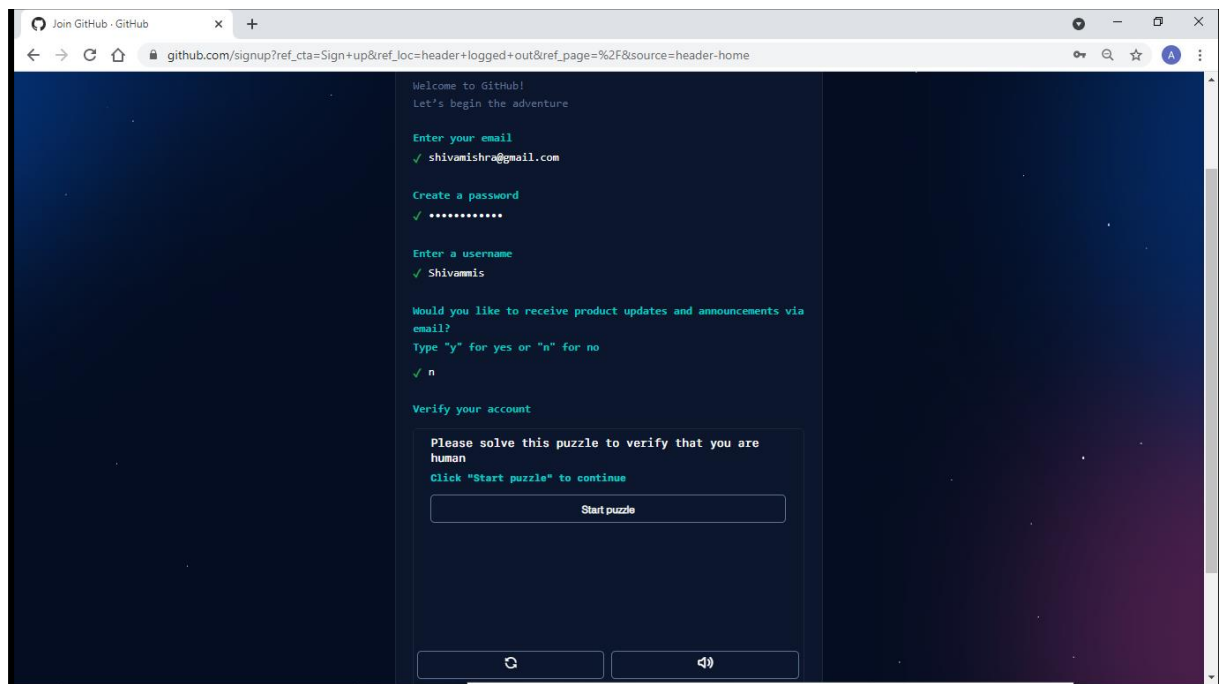 Join GitHub · GitHub
github.com/signup?ref_cta=Sign+up&ref_loc=header+logged+out&ref_page=%2F&source=header-home
A
Welcome to GitHub!
Let's begin the adventure
Enter your email
✓ shivamishra@gmail.com
Create a password
✓ ••••••••••••
Enter a username
✓ Shivammis
Would you like to receive product updates and announcements via
email?
Type "y" for yes or "n" for no
✓ n
Verify your account
Please solve this puzzle to verify that you are
human
Click "Start puzzle" to continue
Start puzzle